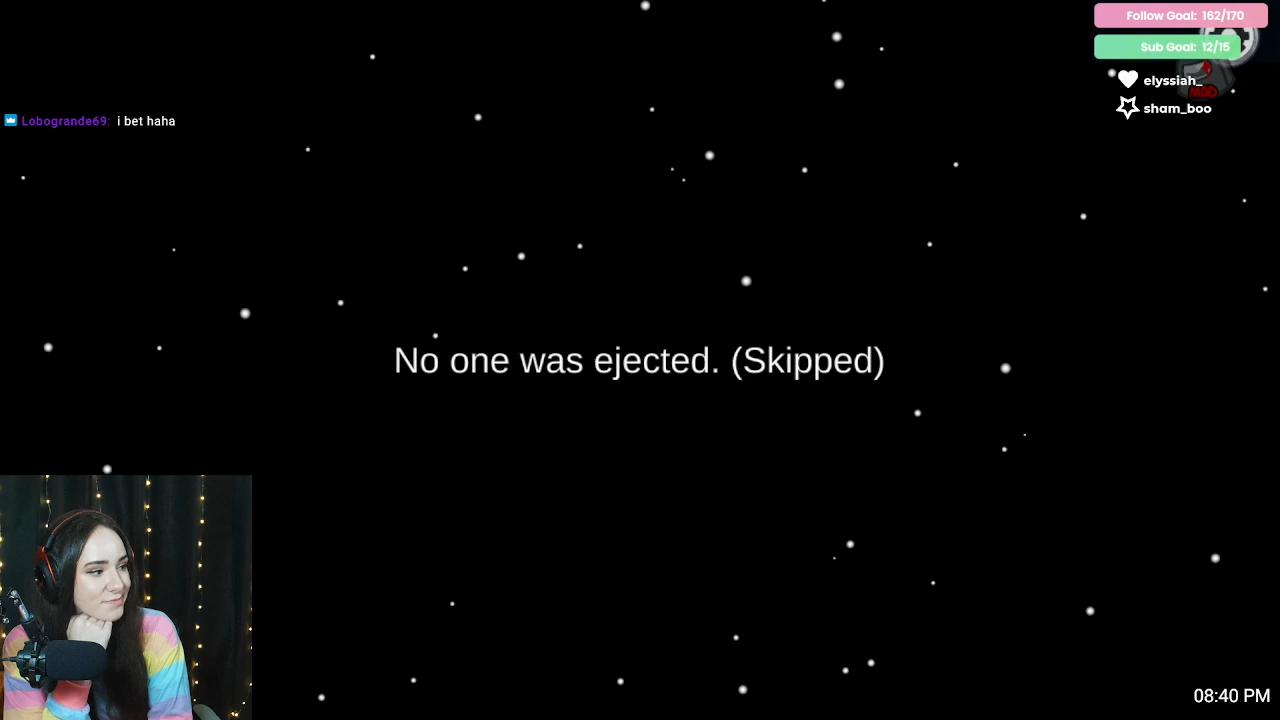 Follow Goal: 162/170
Sub Goal: 12/15
elyssiah_
MOD
sham_boo
Lobogrande69: i bet haha
No one was ejected. (Skipped)
08:40 PM